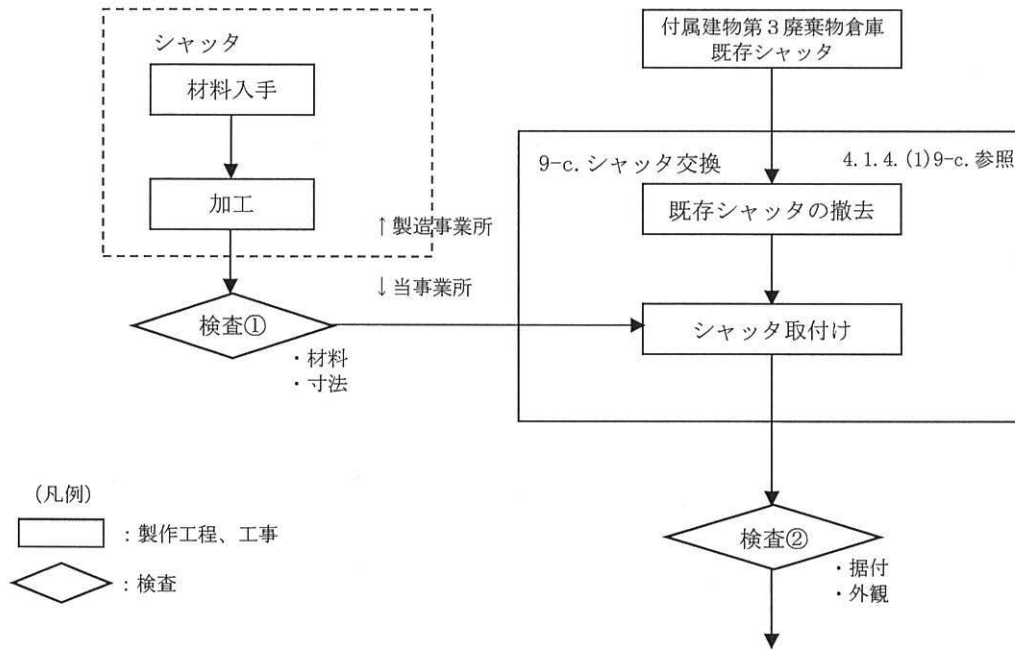 シャッタ
材料入手
加工
↑製造事業所
↓当事業所
検査①
・材料
・寸法
付属建物第3廃棄物倉庫
既存シャッタ
9-c.シャッタ交換
4.1.4.(1)9-c.参照
既存シャッタの撤去
シャッタ取付け
検査②
・据付
・外観
(凡例)
：製作工程、工事
：検査